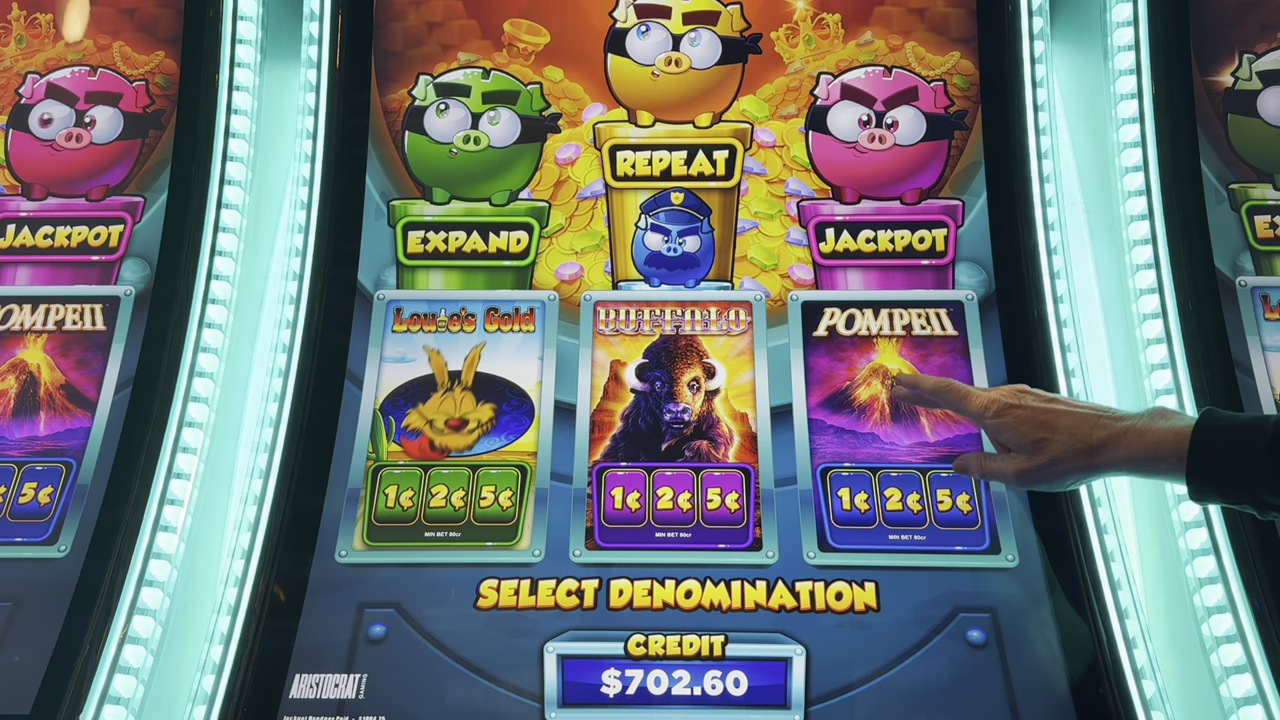 REPEAT
EXPAND
JACKPOT
JACKPOT
Louie's Gold
BUFFALO
POMPEII
POMPEII
1¢ 2¢ 5¢
MIN BET 80cr
1¢ 2¢ 5¢
MIN BET 80cr
1¢ 2¢ 5¢
MIN BET 80cr
5¢
SELECT DENOMINATION
CREDIT
$702.60
ARISTOCRAT
GAMING